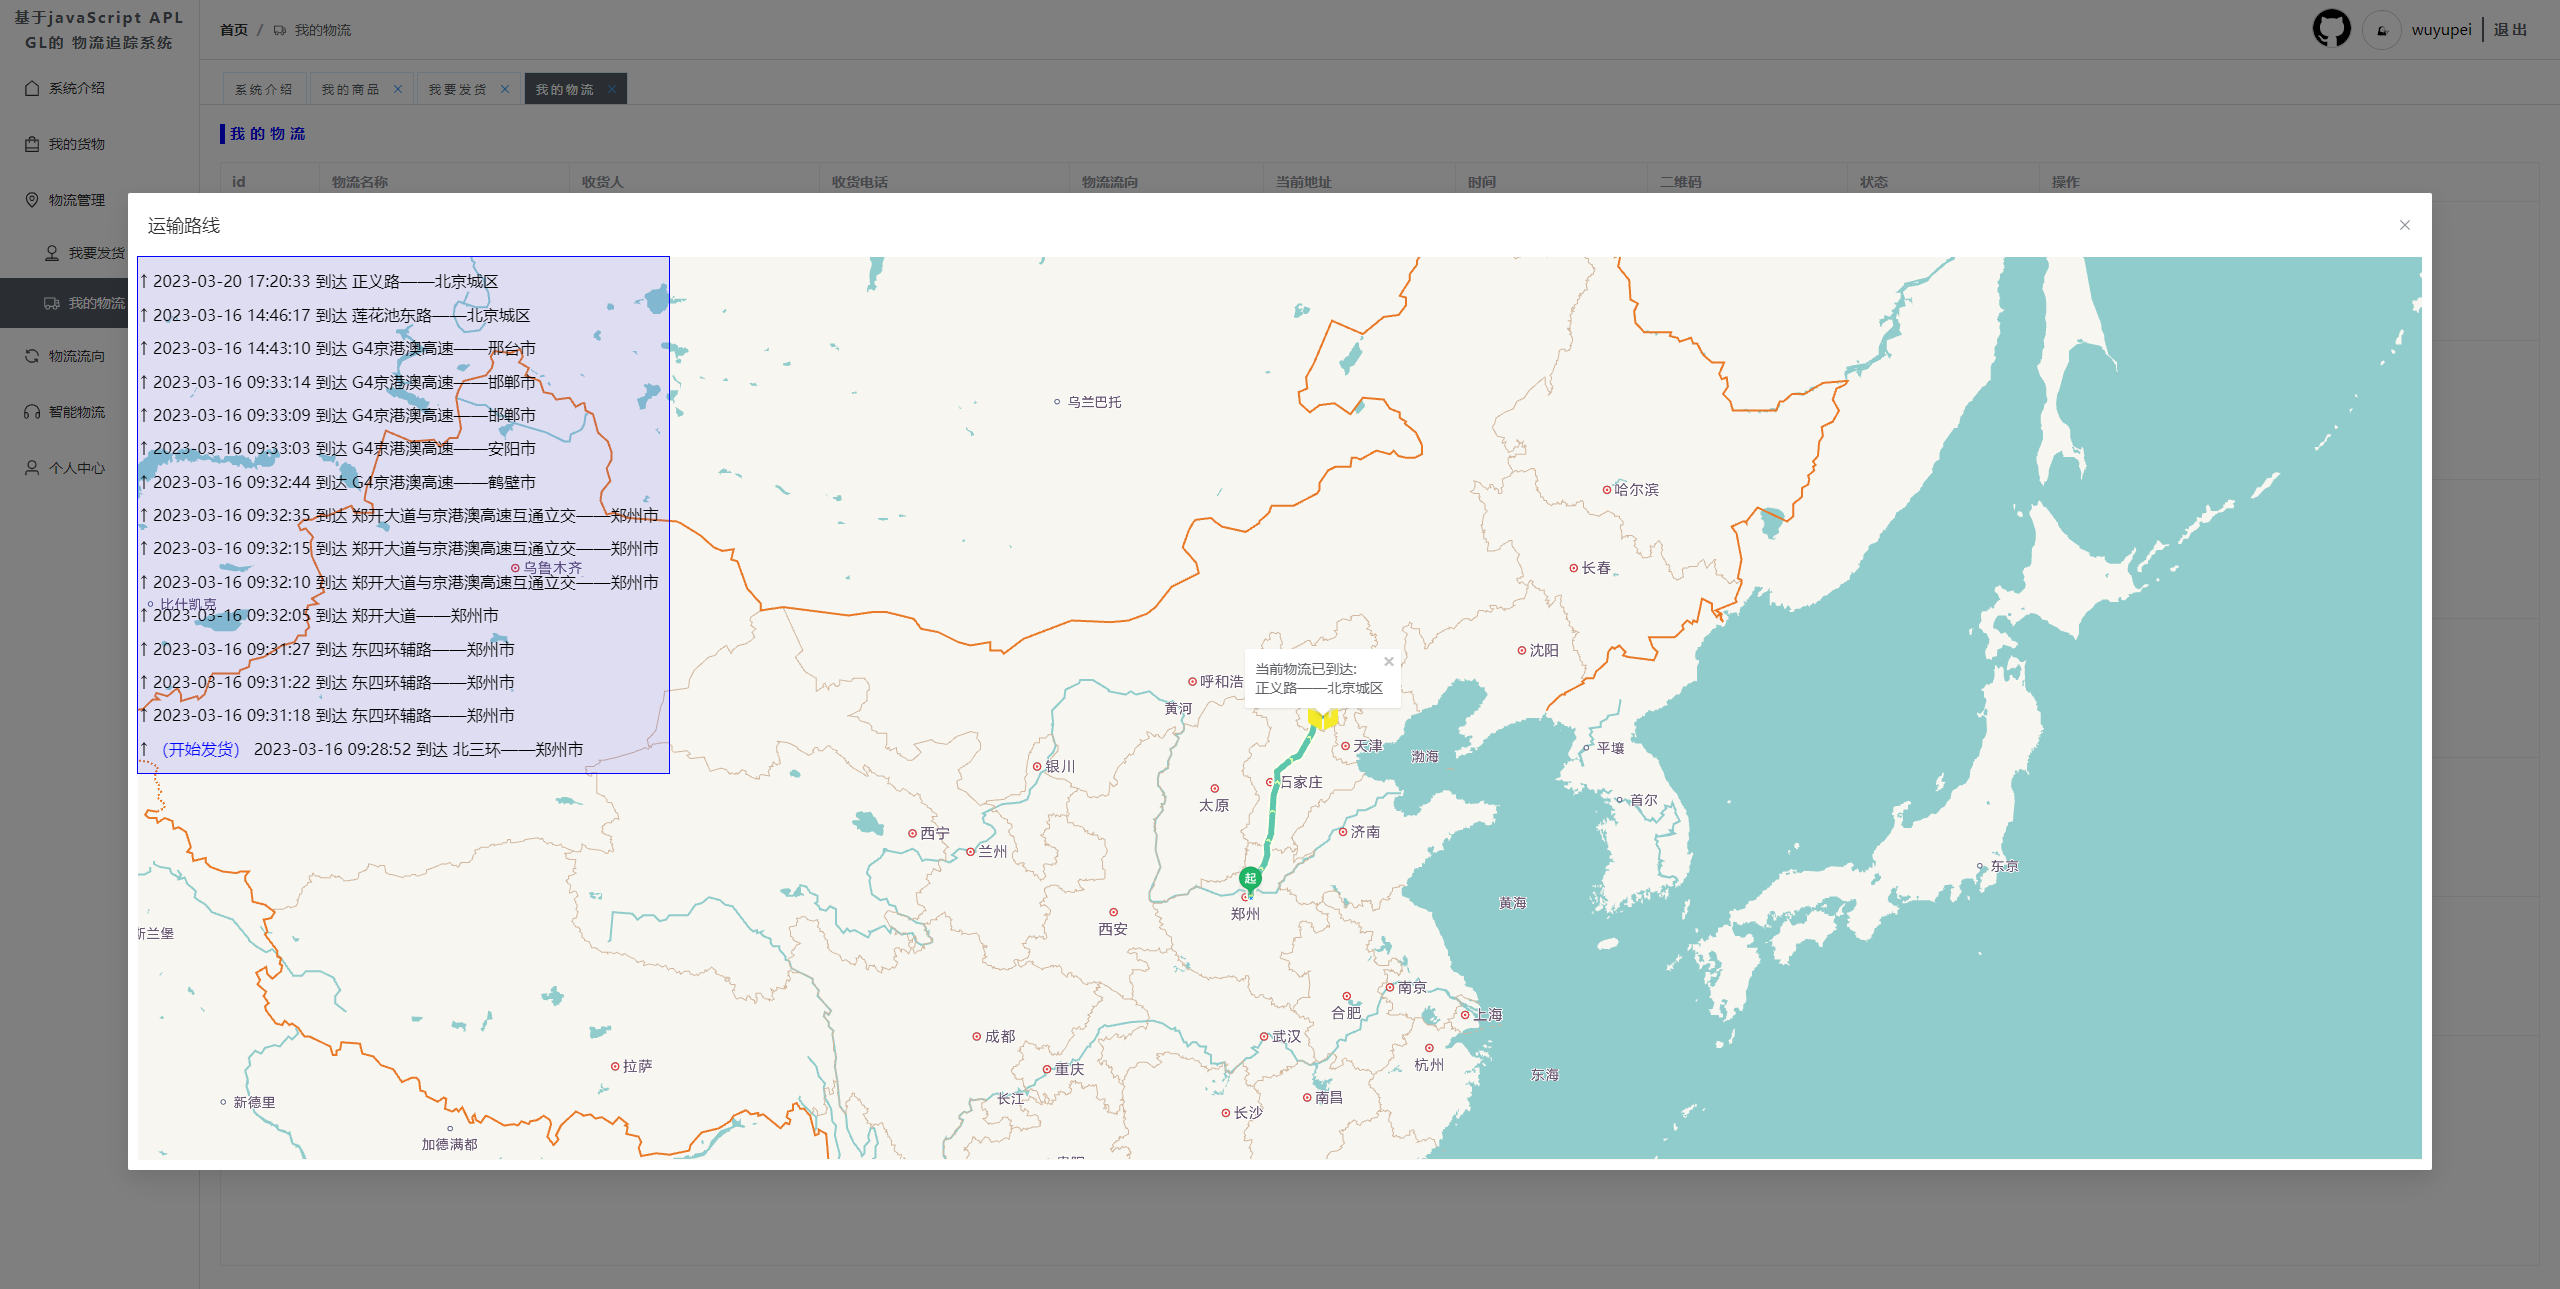 基于javaScript APL
GL的 物流追踪系统
系统介绍
我的货物
物流管理
我要发货
我的物流
物流流向
智能物流
个人中心
首页 / 我的物流
wuyupei 退出
系统介绍 我的商品 × 我要发货 × 我的物流 ×
我的物流
id 物流名称 收货人 收货电话 物流流向 当前地址 时间 二维码 状态 操作
运输路线 ×
↑ 2023-03-20 17:20:33 到达 正义路——北京城区
↑ 2023-03-16 14:46:17 到达 莲花池东路——北京城区
↑ 2023-03-16 14:43:10 到达 G4京港澳高速——邢台市
↑ 2023-03-16 09:33:14 到达 G4京港澳高速——邯郸市
↑ 2023-03-16 09:33:09 到达 G4京港澳高速——邯郸市
↑ 2023-03-16 09:33:03 到达 G4京港澳高速——安阳市
↑ 2023-03-16 09:32:44 到达 G4京港澳高速——鹤壁市
↑ 2023-03-16 09:32:35 到达 郑开大道与京港澳高速互通立交——郑州市
↑ 2023-03-16 09:32:15 到达 郑开大道与京港澳高速互通立交——郑州市
↑ 2023-03-16 09:32:10 到达 郑开大道与京港澳高速互通立交——郑州市
↑ 2023-03-16 09:32:05 到达 郑开大道——郑州市
↑ 2023-03-16 09:31:27 到达 东四环辅路——郑州市
↑ 2023-03-16 09:31:22 到达 东四环辅路——郑州市
↑ 2023-03-16 09:31:18 到达 东四环辅路——郑州市
↑ （开始发货） 2023-03-16 09:28:52 到达 北三环——郑州市
乌鲁木齐
比什凯克
乌兰巴托
哈尔滨
长春
沈阳
当前物流已到达: ×
正义路——北京城区
呼和浩
黄河
天津
渤海
平壤
银川
石家庄
太原
首尔
西宁
济南
兰州
东京
起
郑州
黄海
西安
斯兰堡
南京
合肥
上海
成都
武汉
杭州
拉萨
重庆
东海
长江
南昌
新德里
长沙
加德满都